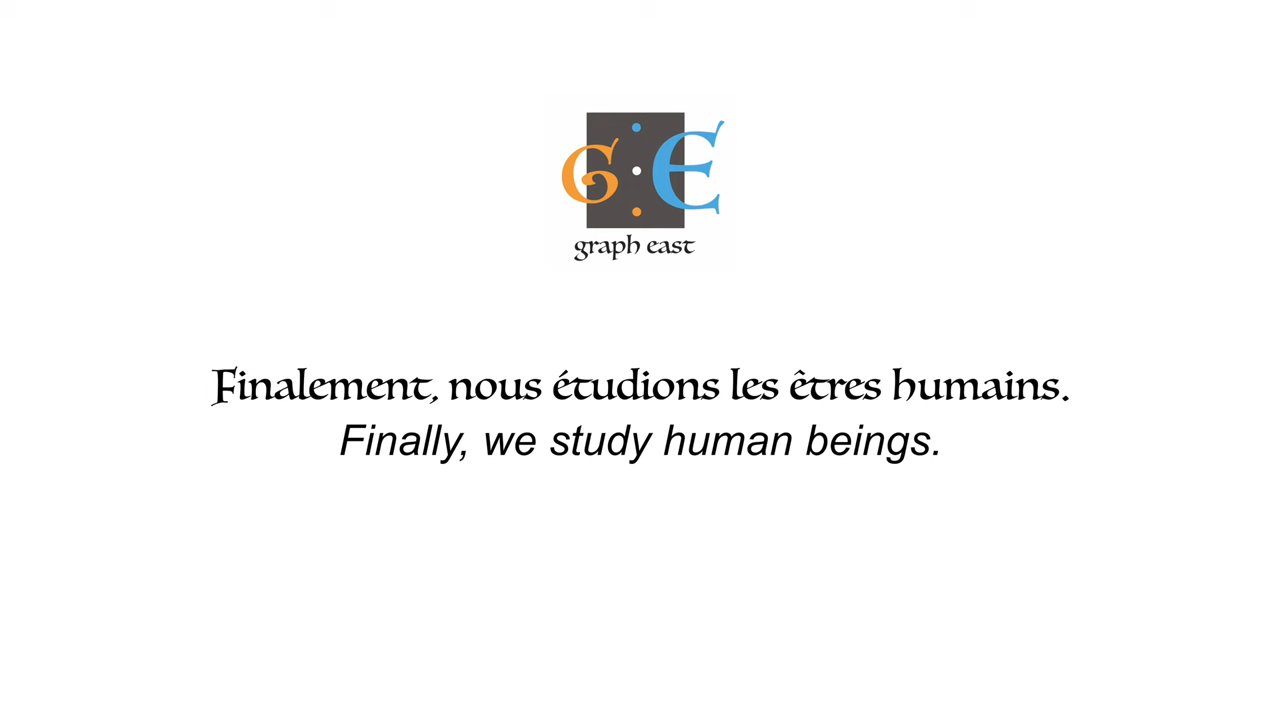 G E
graph east
Finalement, nous étudions les êtres humains.
Finally, we study human beings.